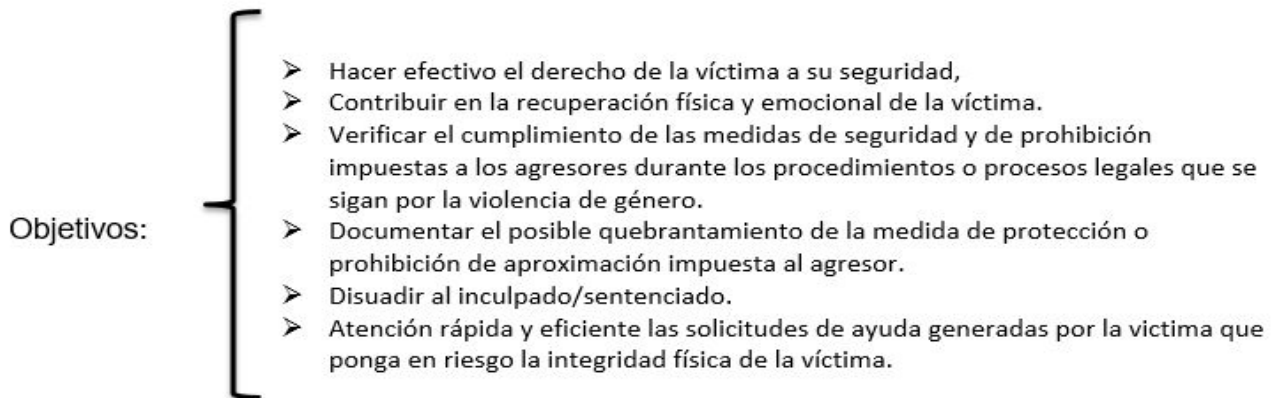 Objetivos:
➢ Hacer efectivo el derecho de la víctima a su seguridad,
➢ Contribuir en la recuperación física y emocional de la víctima.
➢ Verificar el cumplimiento de las medidas de seguridad y de prohibición
impuestas a los agresores durante los procedimientos o procesos legales que se
sigan por la violencia de género.
➢ Documentar el posible quebrantamiento de la medida de protección o
prohibición de aproximación impuesta al agresor.
➢ Disuadir al inculpado/sentenciado.
➢ Atención rápida y eficiente las solicitudes de ayuda generadas por la victima que
ponga en riesgo la integridad física de la víctima.